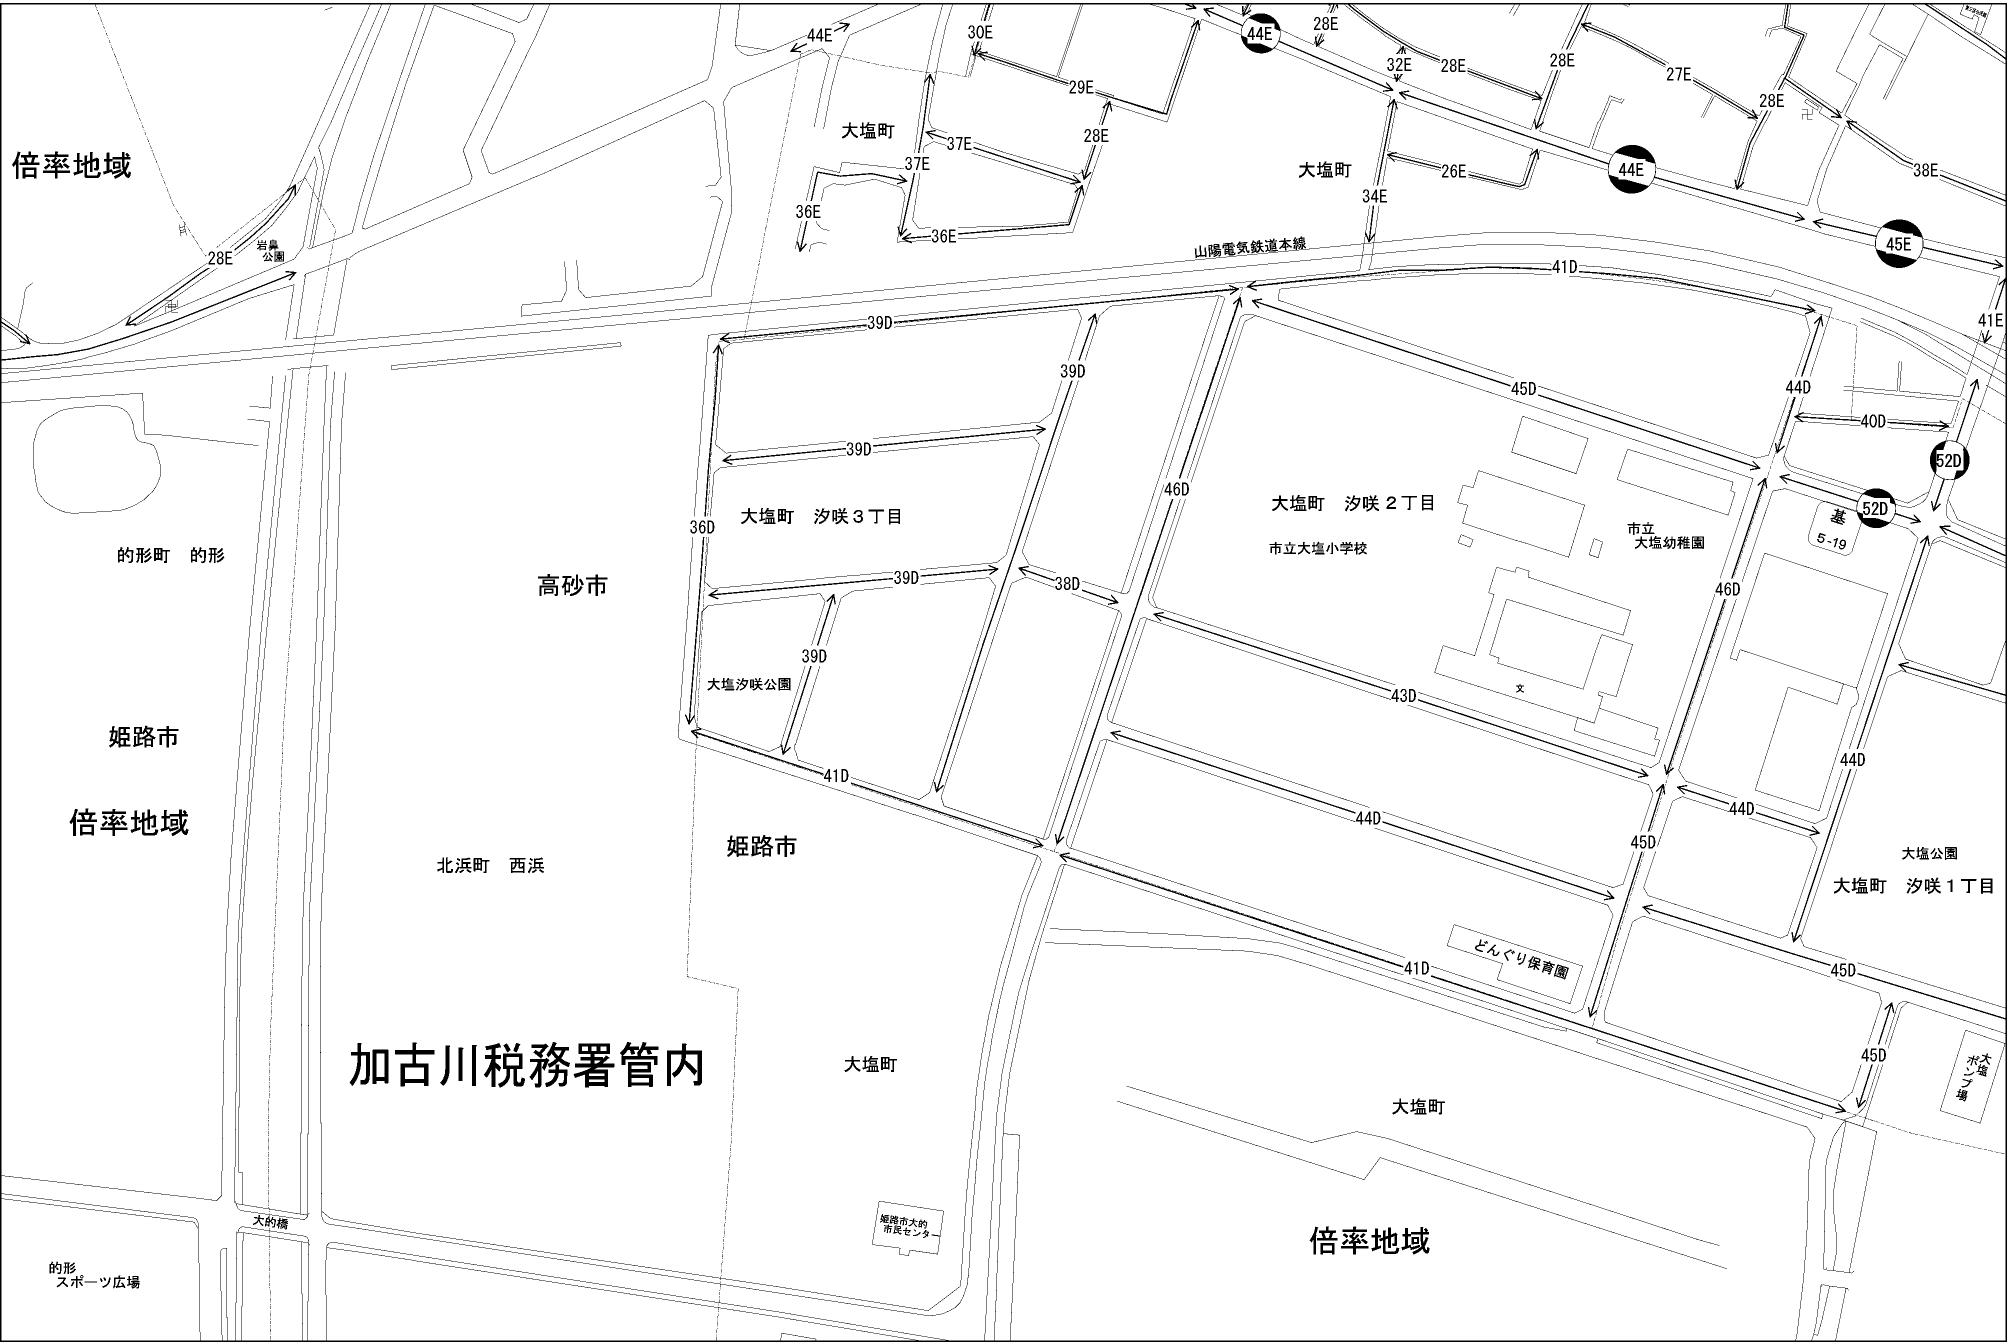 44E
30E
44E
28E
32E
28E
28E
27E
28E
29E
28E
大塩町
37E
37E
36E
36E
大塩町
34E
26E
44E
38E
45E
倍率地域
28E
岩鼻
公園
山陽電気鉄道本線
41D
41E
39D
39D
45D
44D
40D
39D
52D
52D
46D
36D
大塩町 汐咲３丁目
大塩町 汐咲２丁目
市立大塩小学校
市立
大塩幼稚園
基
5-19
的形町 的形
高砂市
39D
38D
46D
39D
大塩汐咲公園
文
43D
姫路市
41D
44D
44D
44D
倍率地域
姫路市
45D
北浜町 西浜
大塩公園
大塩町 汐咲１丁目
どんぐり保育園
41D
45D
加古川税務署管内
大塩町
45D
大塩
ポンプ場
大塩町
大的橋
姫路市大的
市民センター
倍率地域
的形
スポーツ広場